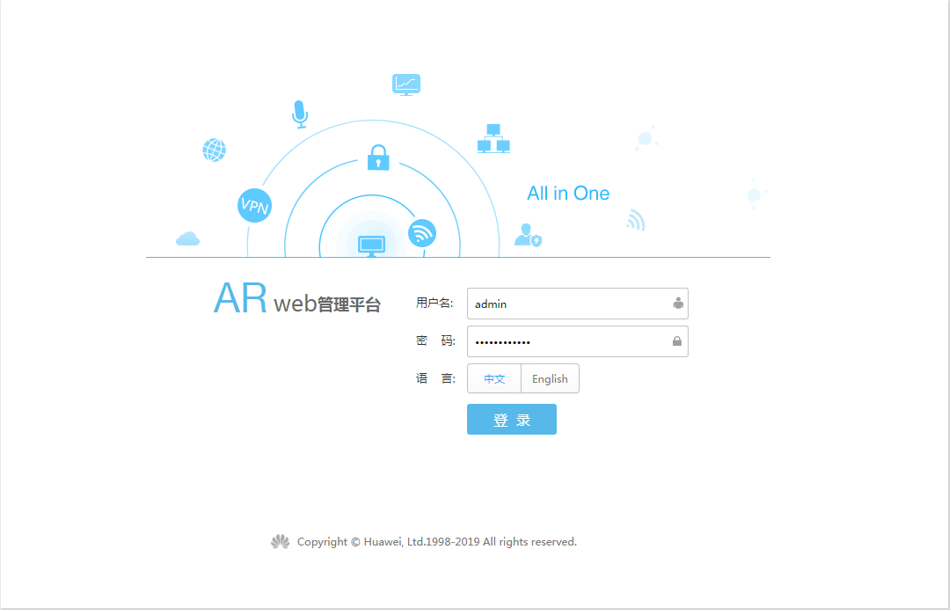 VPN
All in One
AR web管理平台
用户名: admin
密 码: ••••••••••••
语 言: 中文 English
登 录
Copyright © Huawei, Ltd.1998-2019 All rights reserved.